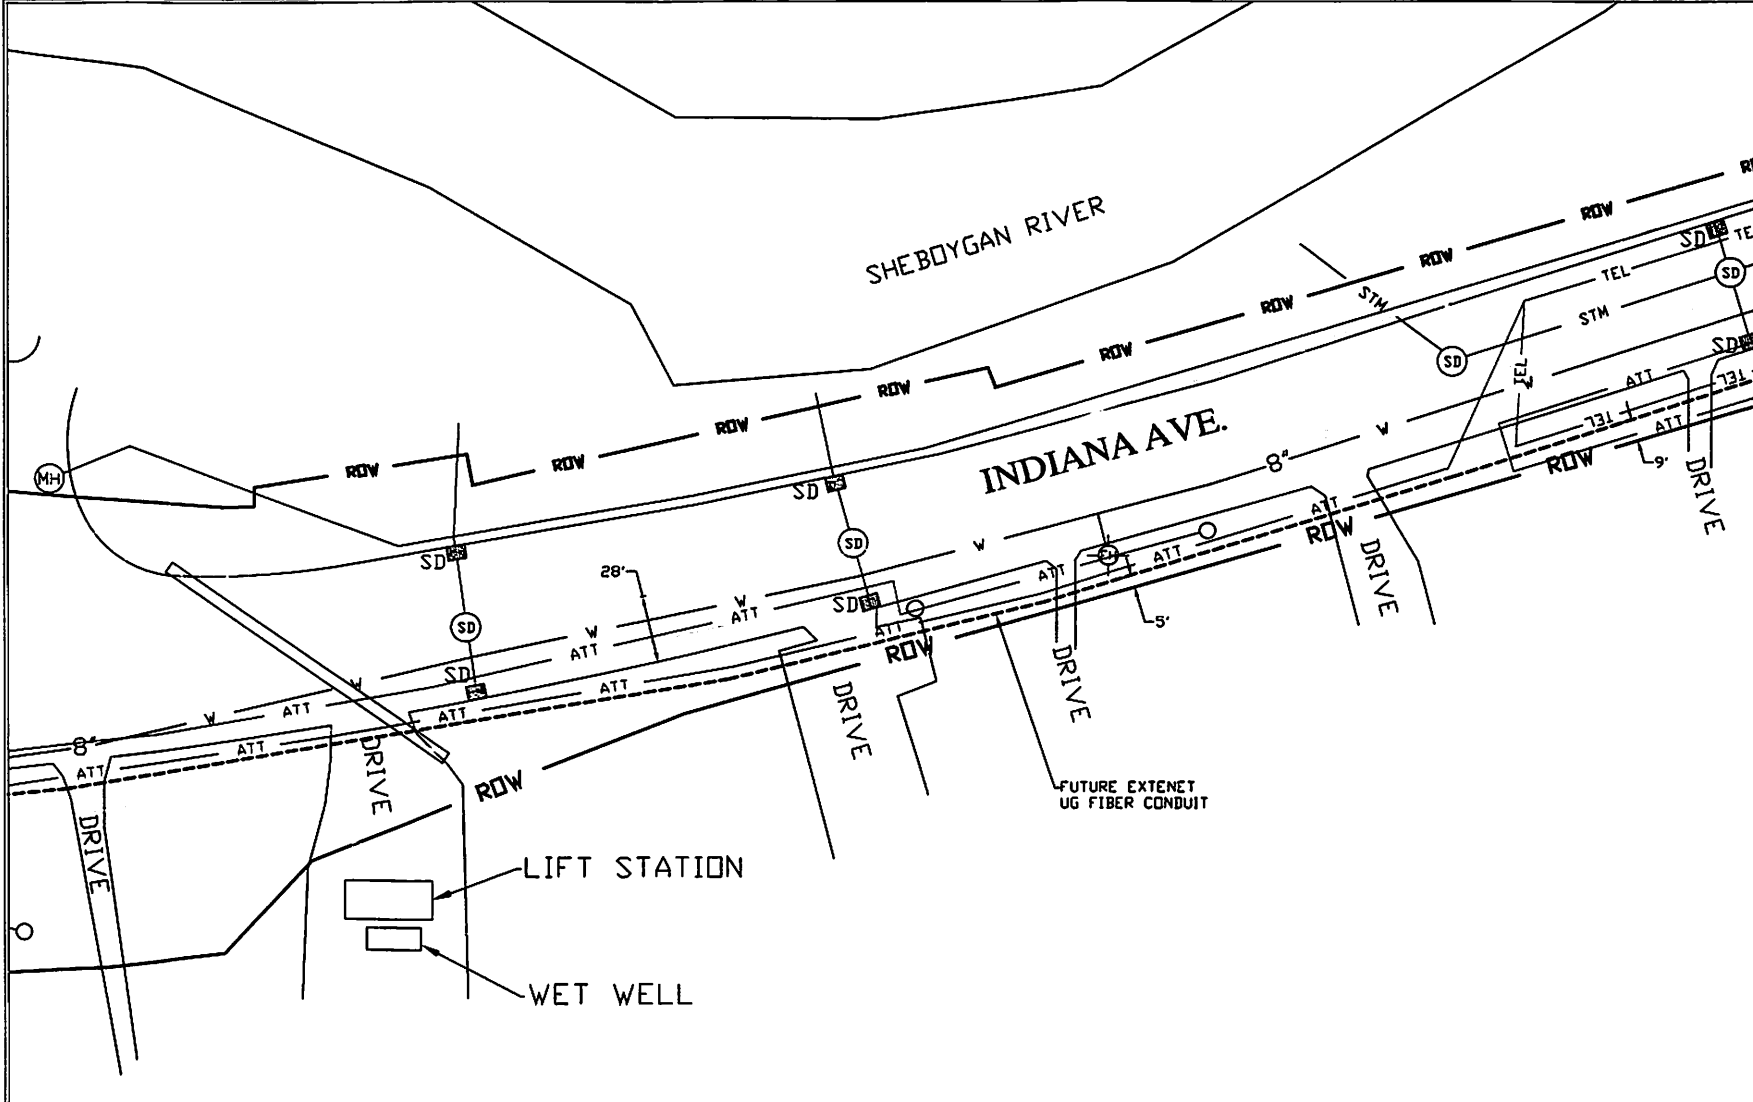 ROW
ROW
SD
TEL
SHEBOYGAN RIVER
ROW
SD
TEL
ROW
STM
STM
ROW
SD
SD
ROW
TEL
W
ATT
TEL
ROW
INDIANA AVE.
W
TEL
ATT
ROW
8"
ROW
9'
DRIVE
ROW
MH
SD
SD
W
ATT
ROW
DRIVE
SD
28'
ATT
ATT
FH
5'
SD
W
ATT
SD
W
ATT
ATT
ROW
DRIVE
SD
W
ATT
DRIVE
W
ATT
ATT
8"
ATT
ATT
DRIVE
ROW
FUTURE EXTENET
UG FIBER CONDUIT
DRIVE
LIFT STATION
WET WELL